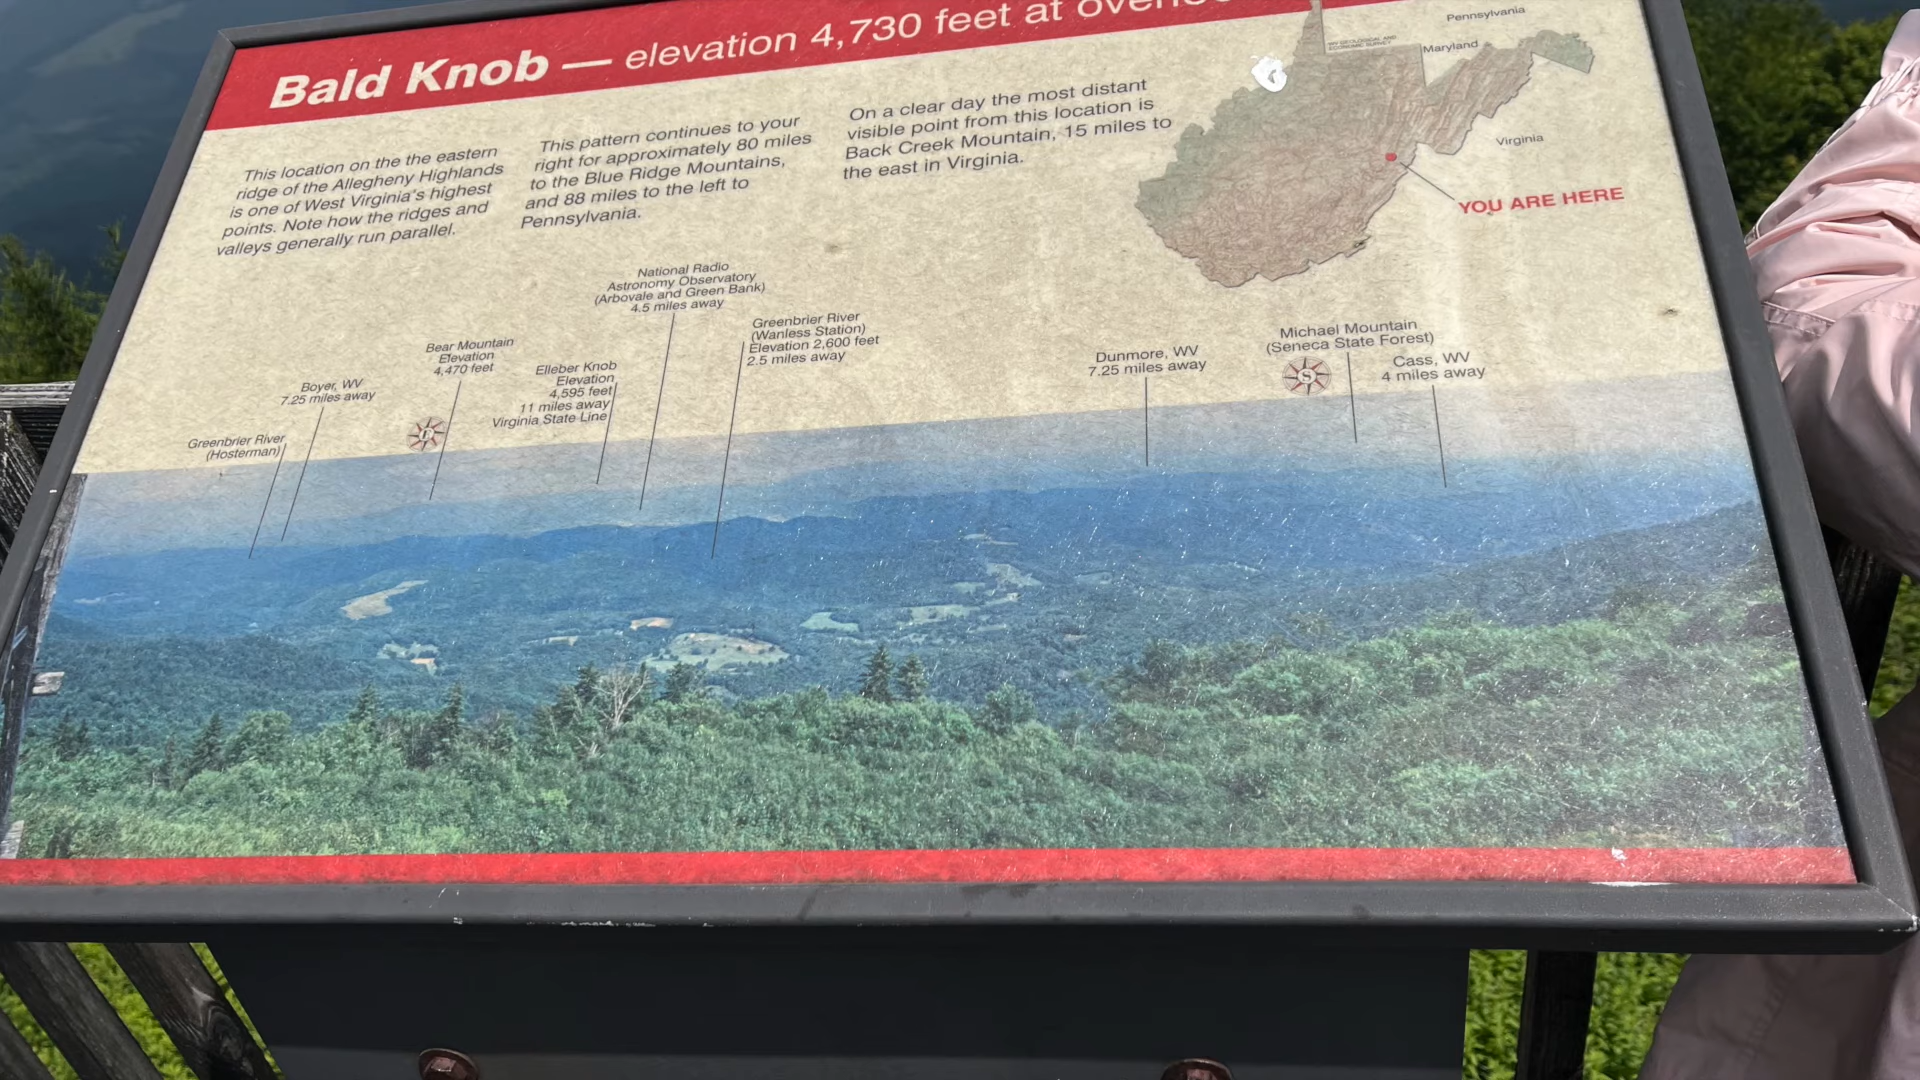 Bald Knob — elevation 4,730 feet at
This location on the the eastern
ridge of the Allegheny Highlands
is one of West Virginia's highest
points. Note how the ridges and
valleys generally run parallel.
This pattern continues to your
right for approximately 80 miles
to the Blue Ridge Mountains,
and 88 miles to the left to
Pennsylvania.
On a clear day the most distant
visible point from this location is
Back Creek Mountain, 15 miles to
the east in Virginia.
Pennsylvania
WV GEOLOGICAL AND
ECONOMIC SURVEY
Maryland
Virginia
YOU ARE HERE
Greenbrier River
(Hosterman)
Boyer, WV
7.25 miles away
E
Bear Mountain
Elevation
4,470 feet
Elleber Knob
Elevation
4,595 feet
11 miles away
Virginia State Line
National Radio
Astronomy Observatory
(Arbovale and Green Bank)
4.5 miles away
Greenbrier River
(Wanless Station)
Elevation 2,600 feet
2.5 miles away
Dunmore, WV
7.25 miles away
Michael Mountain
(Seneca State Forest)
S
Cass, WV
4 miles away